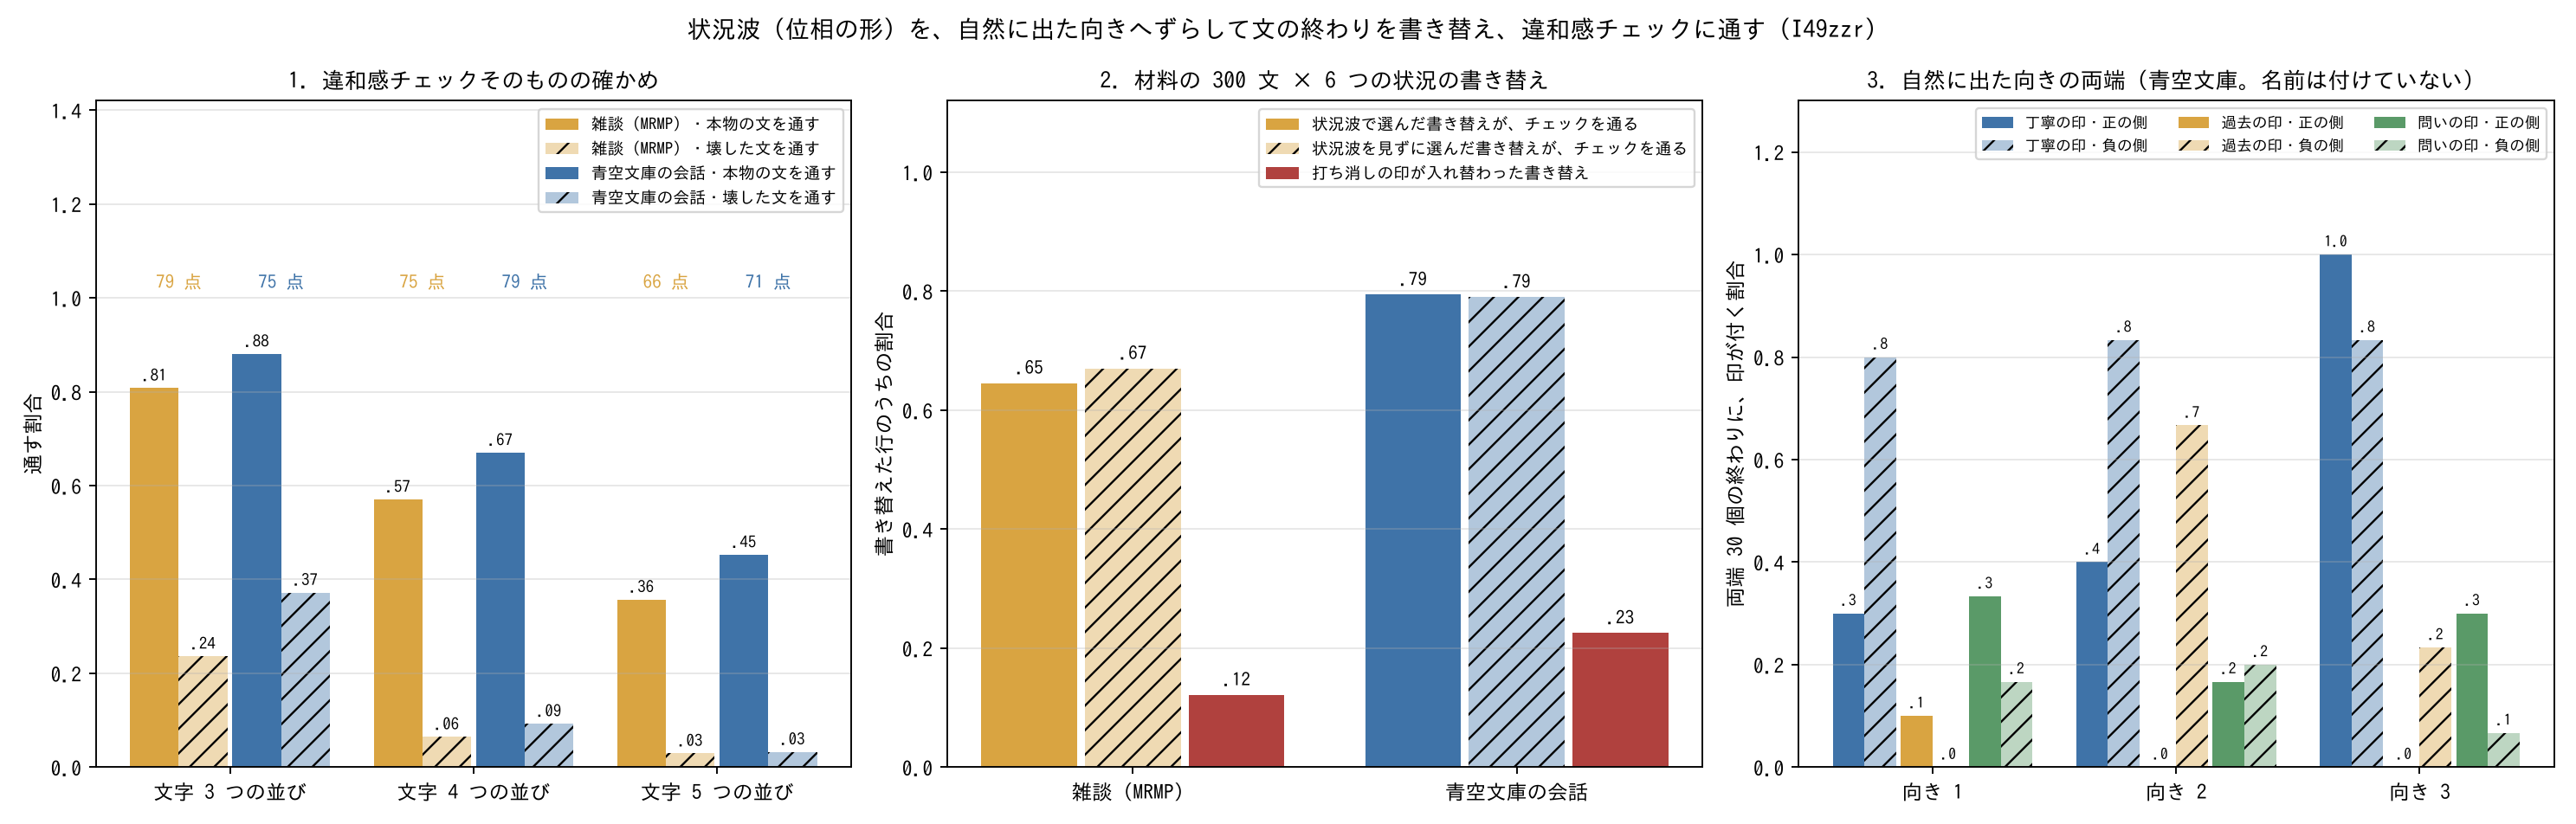 状況波（位相の形）を、自然に出た向きへずらして文の終わりを書き替え、違和感チェックに通す（I49zzr）
1. 違和感チェックそのものの確かめ
通す割合
1.4
1.2
1.0
0.8
0.6
0.4
0.2
0.0
雑談（MRMP）・本物の文を通す
雑談（MRMP）・壊した文を通す
青空文庫の会話・本物の文を通す
青空文庫の会話・壊した文を通す
79 点
75 点
75 点
79 点
66 点
71 点
.81
.24
.88
.37
.57
.06
.67
.09
.36
.03
.45
.03
文字 3 つの並び
文字 4 つの並び
文字 5 つの並び
2. 材料の 300 文 × 6 つの状況の書き替え
書き替えた行のうちの割合
1.0
0.8
0.6
0.4
0.2
0.0
状況波で選んだ書き替えが、チェックを通る
状況波を見ずに選んだ書き替えが、チェックを通る
打ち消しの印が入れ替わった書き替え
.65
.67
.12
.79
.79
.23
雑談（MRMP）
青空文庫の会話
3. 自然に出た向きの両端（青空文庫。名前は付けていない）
両端 30 個の終わりに、印が付く割合
1.2
1.0
0.8
0.6
0.4
0.2
0.0
丁寧の印・正の側
丁寧の印・負の側
過去の印・正の側
過去の印・負の側
問いの印・正の側
問いの印・負の側
.3
.8
.1
.0
.3
.2
.4
.8
.0
.7
.2
.2
1.0
.8
.0
.2
.3
.1
向き 1
向き 2
向き 3